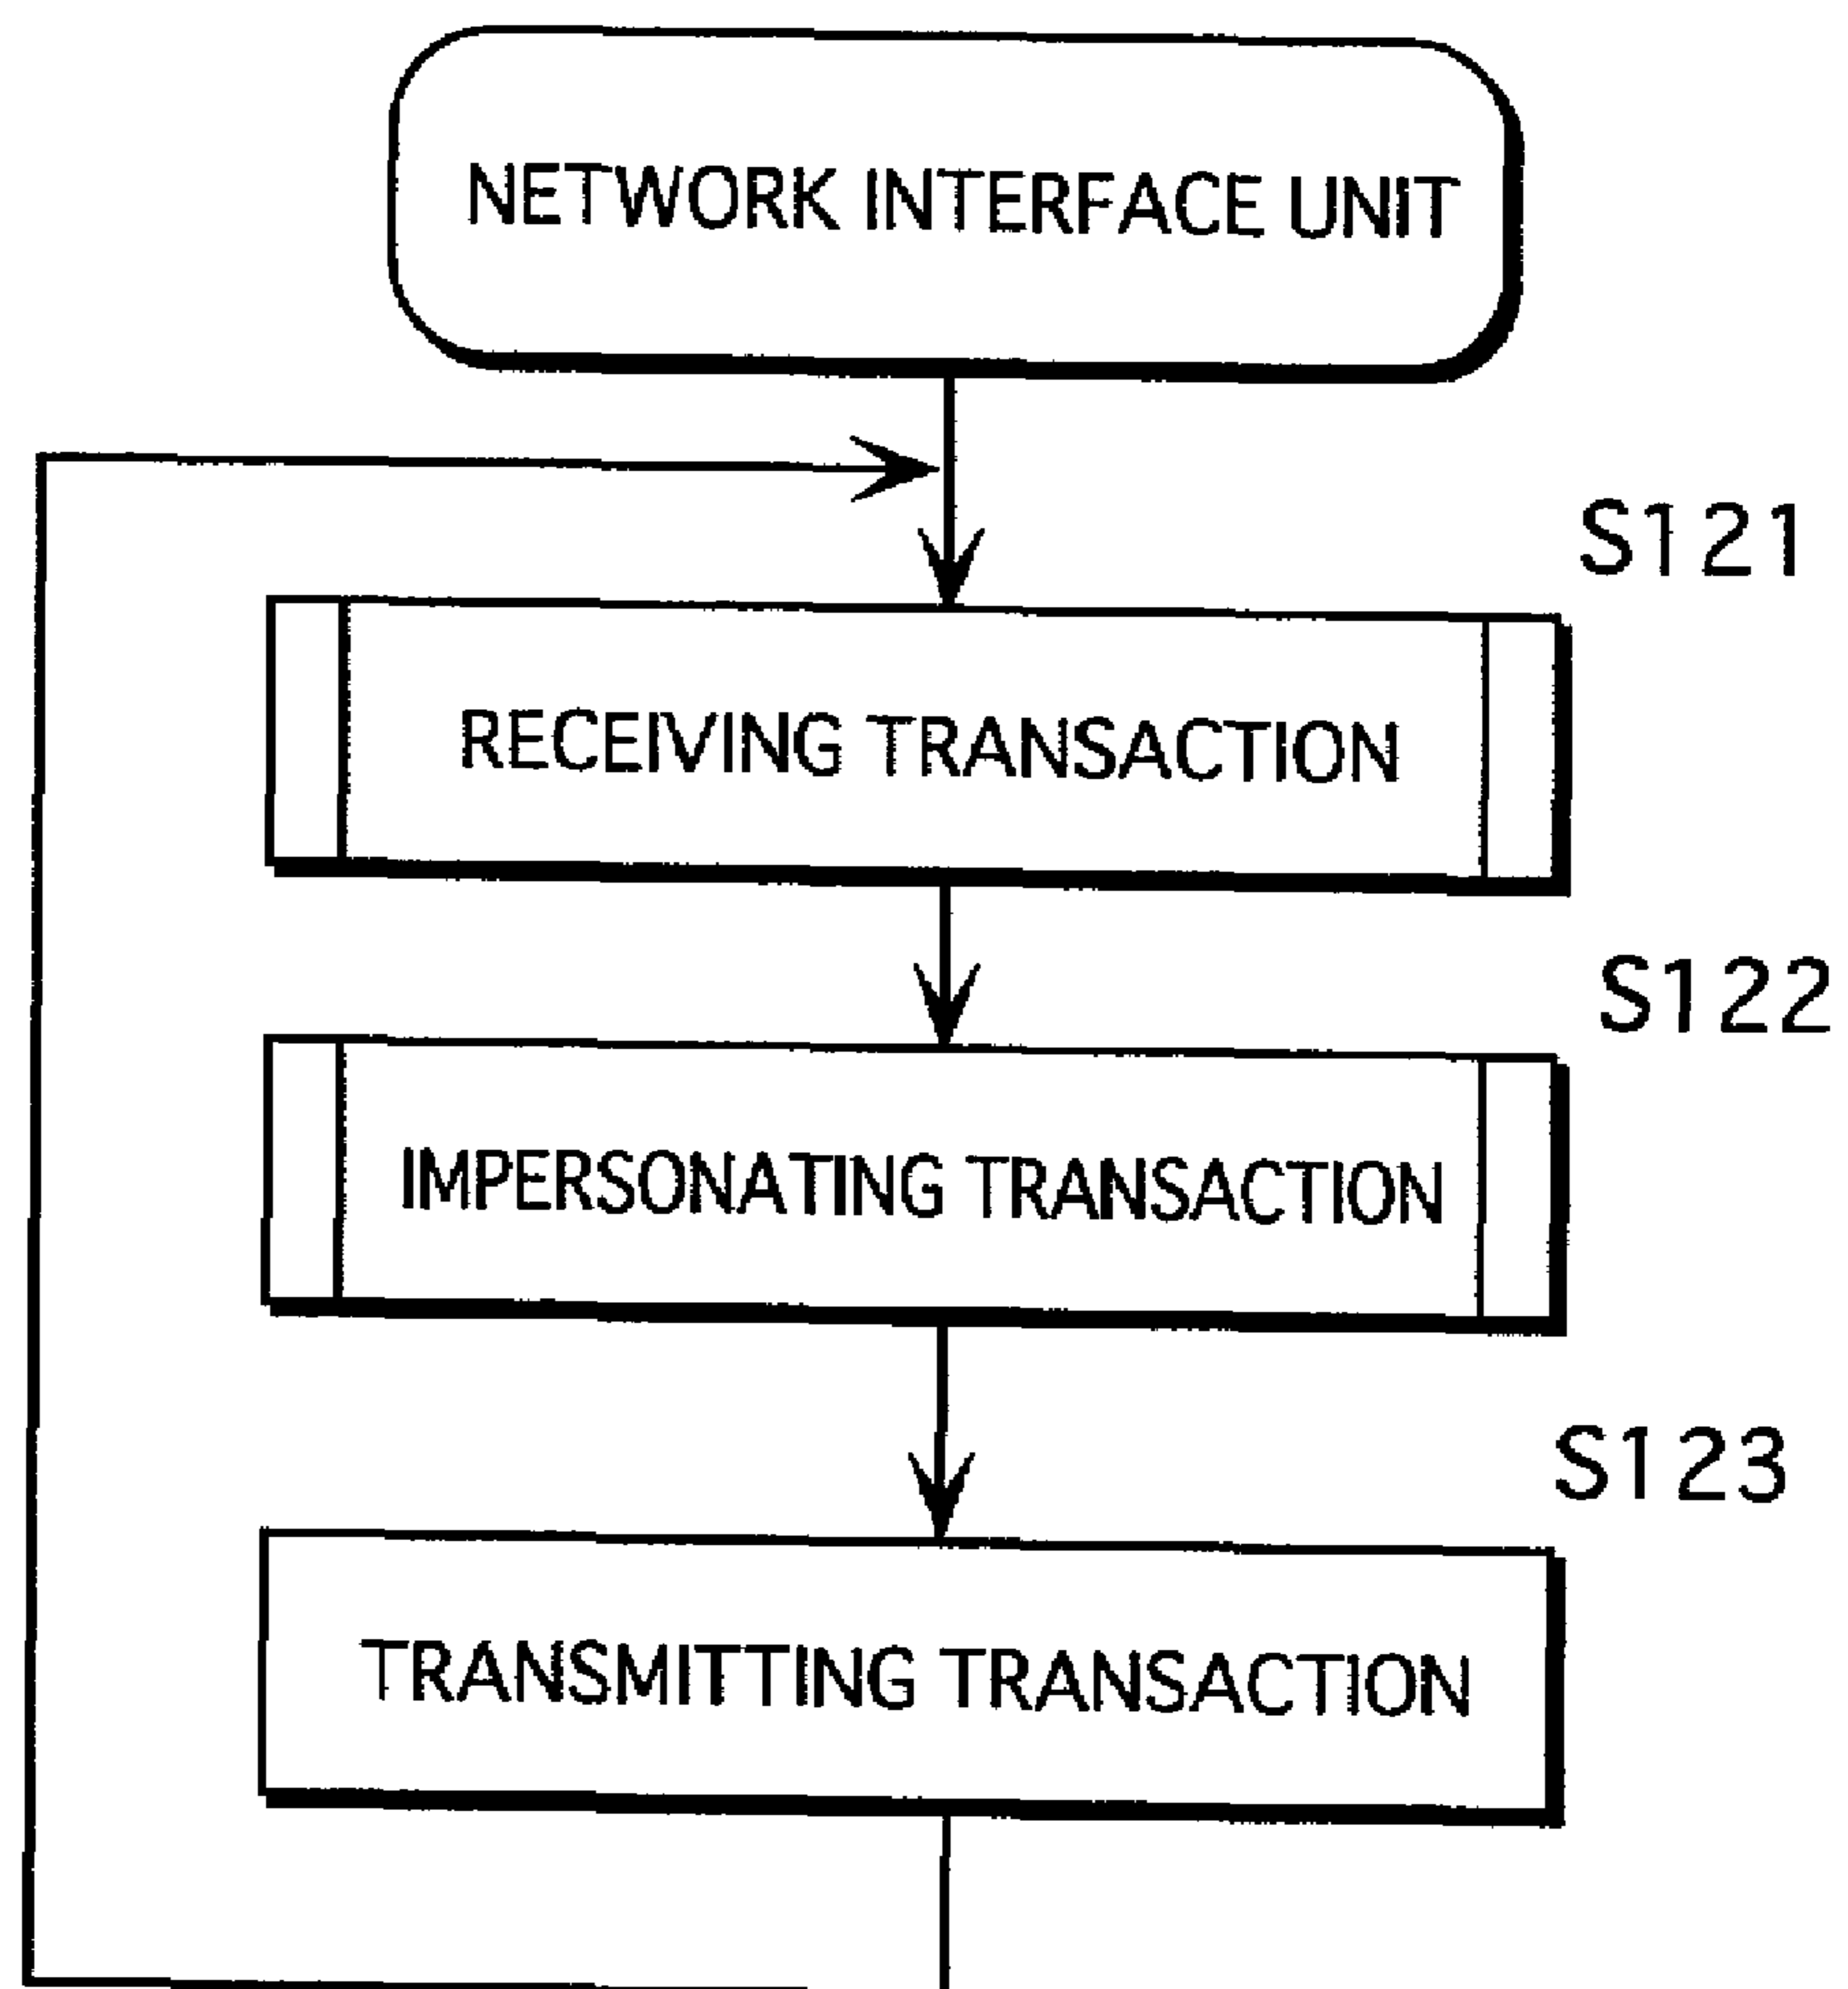 NETWORK INTERFACE UNIT
S121
RECEIVING TRANSACTION
S122
IMPERSONATING TRANSACTION
S123
TRANSMITTING TRANSACTION